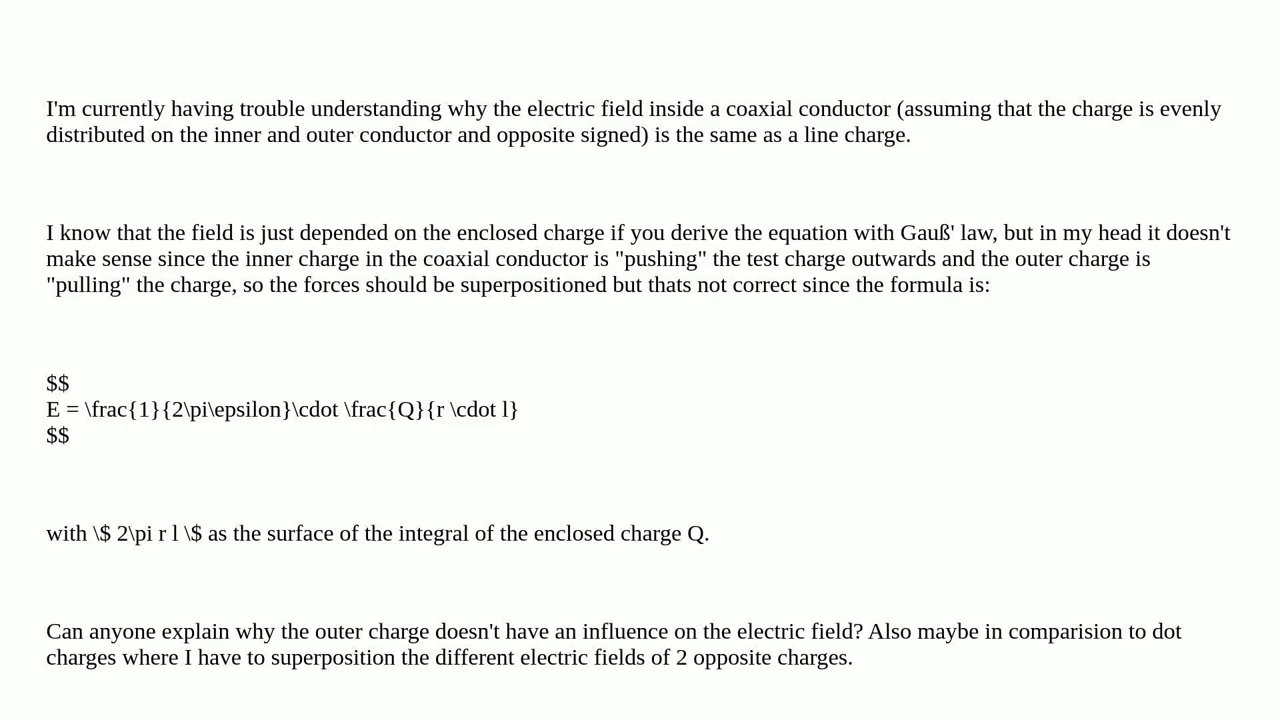 I'm currently having trouble understanding why the electric field inside a coaxial conductor (assuming that the charge is evenly
distributed on the inner and outer conductor and opposite signed) is the same as a line charge.
I know that the field is just depended on the enclosed charge if you derive the equation with Gauß' law, but in my head it doesn't
make sense since the inner charge in the coaxial conductor is "pushing" the test charge outwards and the outer charge is
"pulling" the charge, so the forces should be superpositioned but thats not correct since the formula is:
$$
E = \frac{1}{2\pi\epsilon}\cdot \frac{Q}{r \cdot l}
$$
with \$ 2\pi r l \$ as the surface of the integral of the enclosed charge Q.
Can anyone explain why the outer charge doesn't have an influence on the electric field? Also maybe in comparision to dot
charges where I have to superposition the different electric fields of 2 opposite charges.